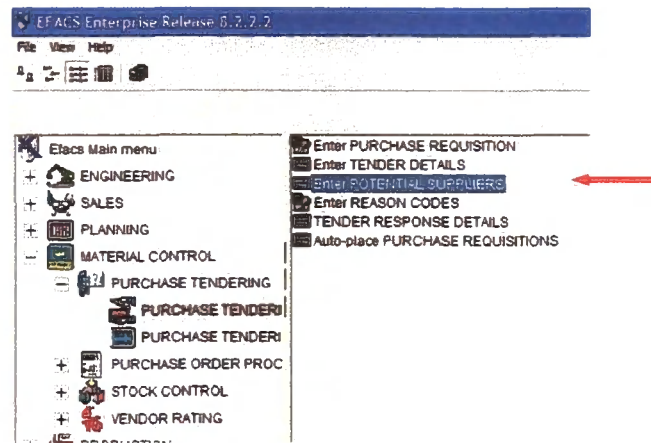 EFACS Enterprise Release 8.2.2.2
File View Help
Efacs Main menu
ENGINEERING
SALES
PLANNING
MATERIAL CONTROL
PURCHASE TENDERING
PURCHASE TENDERI
PURCHASE TENDERI
PURCHASE ORDER PROC
STOCK CONTROL
VENDOR RATING
PRODUCTION
Enter PURCHASE REQUISITION
Enter TENDER DETAILS
Enter POTENTIAL SUPPLIERS
Enter REASON CODES
TENDER RESPONSE DETAILS
Auto-place PURCHASE REQUISITIONS